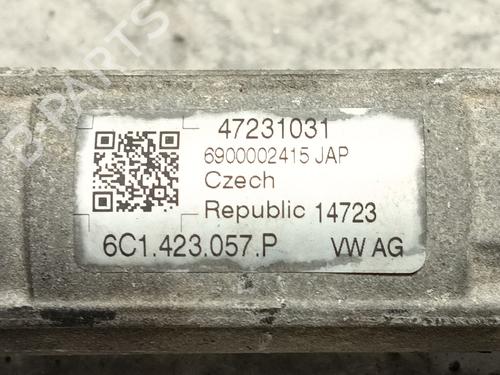 47231031
6900002415 JAP
Czech
Republic 14723
6C1.423.057.P VW AG